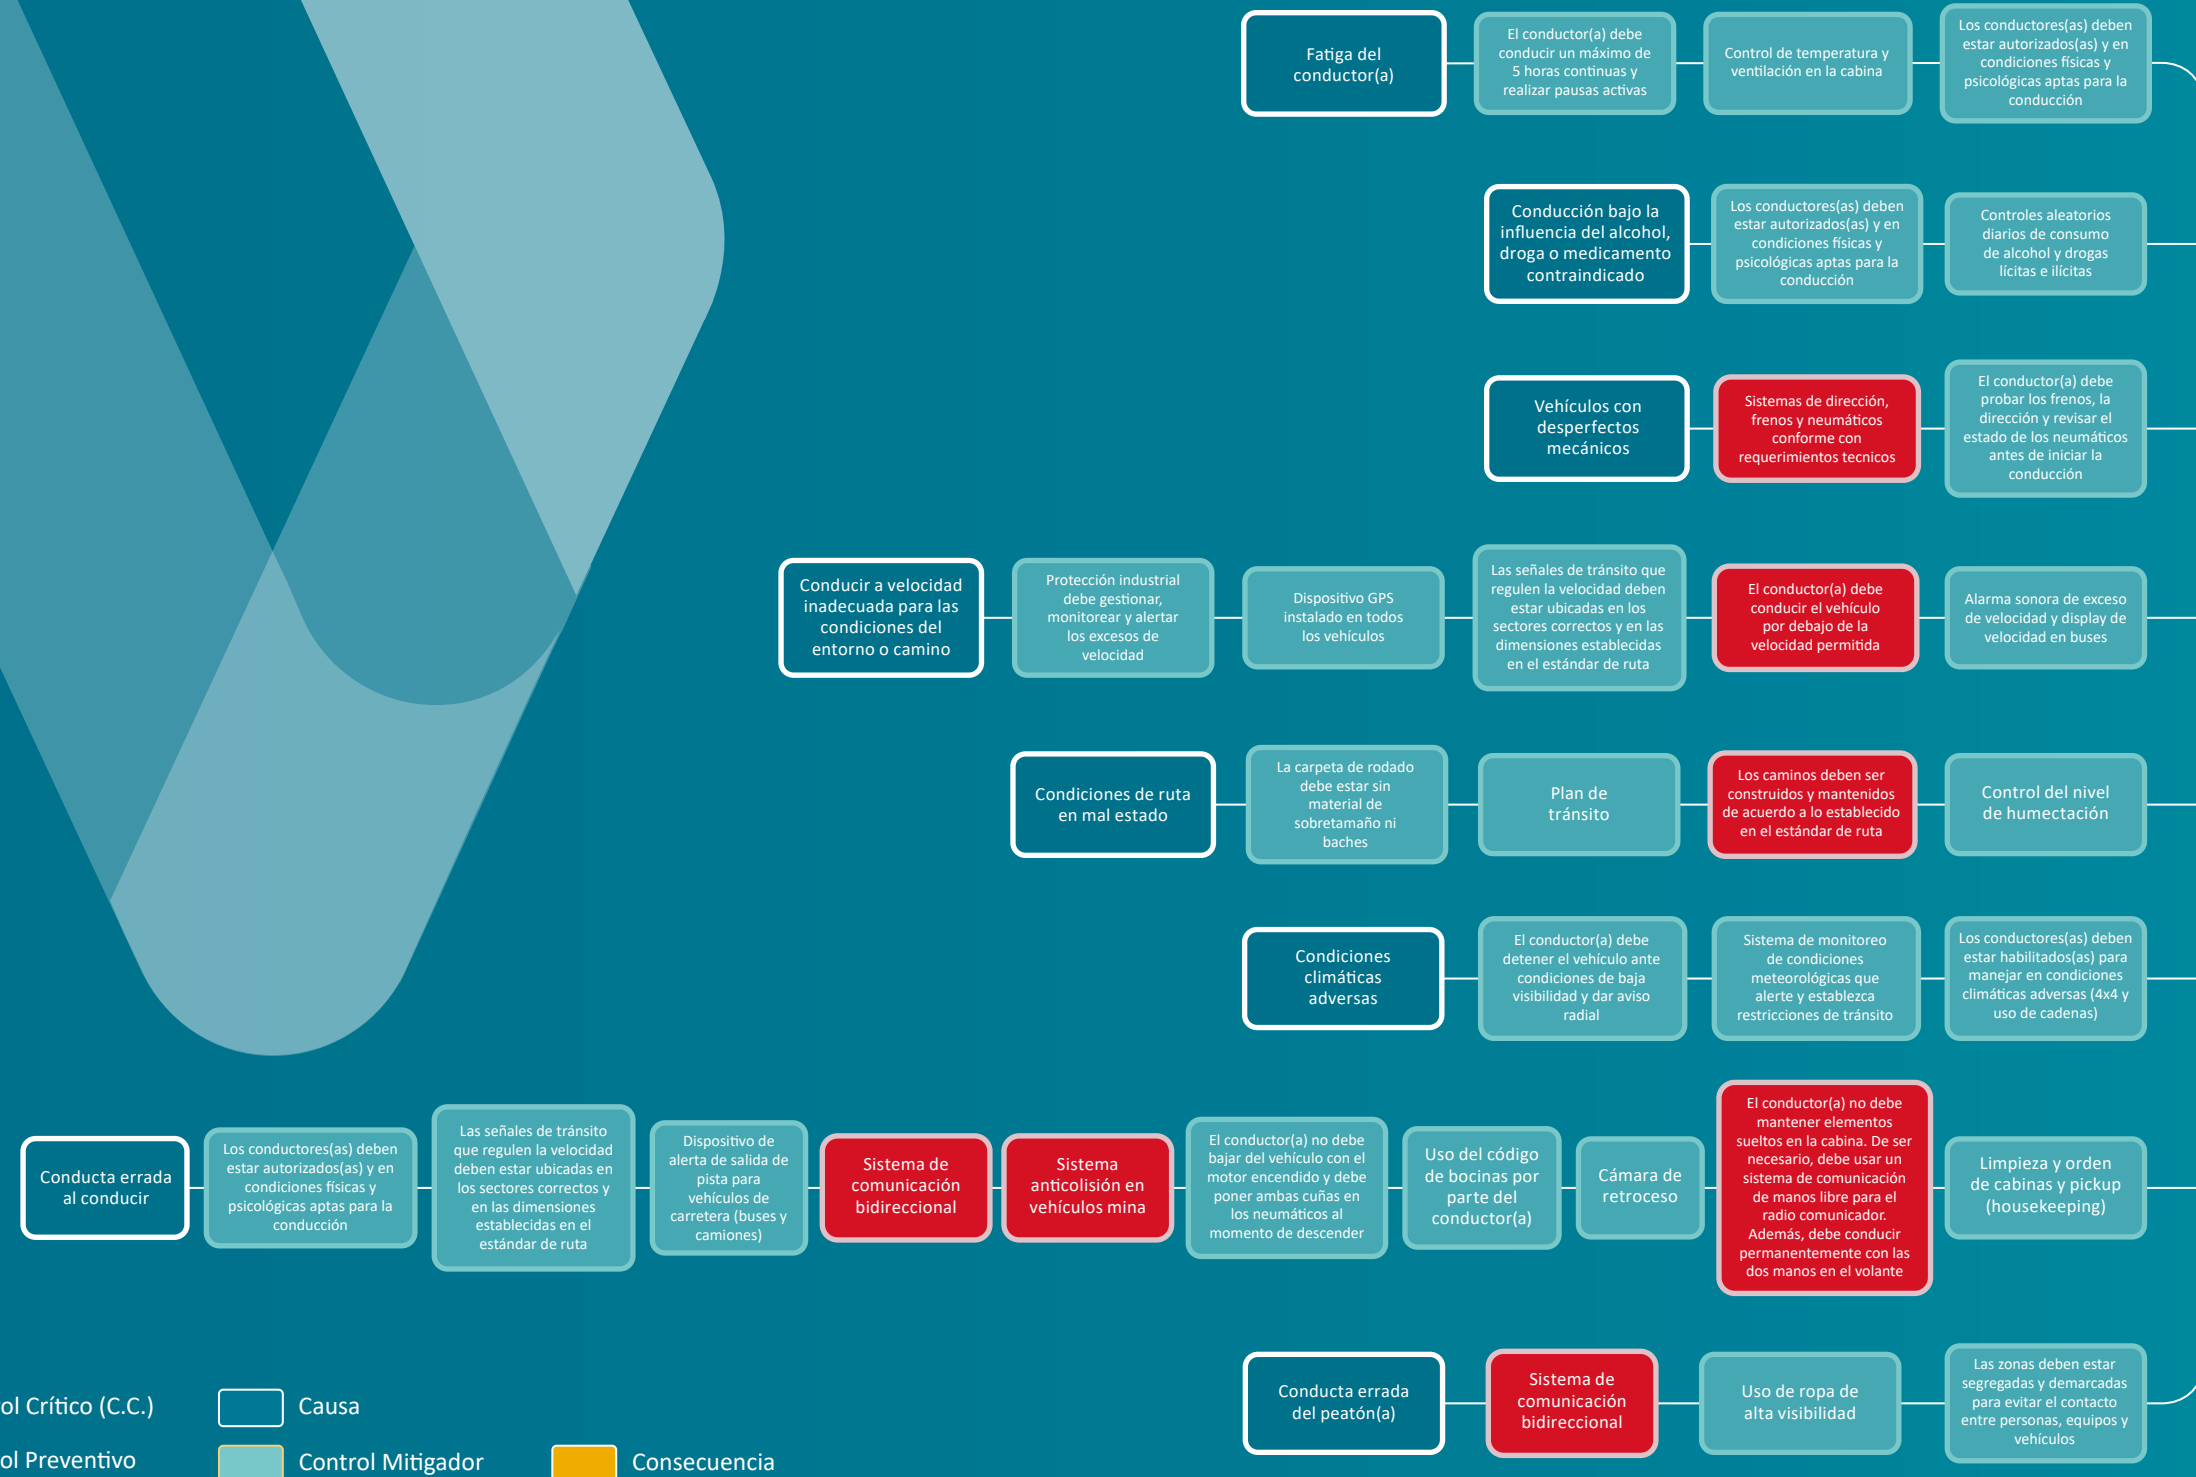 Fatiga del
conductor(a)
El conductor(a) debe
conducir un máximo de
5 horas continuas y
realizar pausas activas
Control de temperatura y
ventilación en la cabina
Los conductores(as) deben
estar autorizados(as) y en
condiciones físicas y
psicológicas aptas para la
conducción
Conducción bajo la
influencia del alcohol,
droga o medicamento
contraindicado
Los conductores(as) deben
estar autorizados(as) y en
condiciones físicas y
psicológicas aptas para la
conducción
Controles aleatorios
diarios de consumo
de alcohol y drogas
lícitas e ilícitas
Vehículos con
desperfectos
mecánicos
Sistemas de dirección,
frenos y neumáticos
conforme con
requerimientos tecnicos
El conductor(a) debe
probar los frenos, la
dirección y revisar el
estado de los neumáticos
antes de iniciar la
conducción
Conducir a velocidad
inadecuada para las
condiciones del
entorno o camino
Protección industrial
debe gestionar,
monitorear y alertar
los excesos de
velocidad
Dispositivo GPS
instalado en todos
los vehículos
Las señales de tránsito que
regulen la velocidad deben
estar ubicadas en los
sectores correctos y en las
dimensiones establecidas
en el estándar de ruta
El conductor(a) debe
conducir el vehículo
por debajo de la
velocidad permitida
Alarma sonora de exceso
de velocidad y display de
velocidad en buses
Condiciones de ruta
en mal estado
La carpeta de rodado
debe estar sin
material de
sobretamaño ni
baches
Plan de
tránsito
Los caminos deben ser
construidos y mantenidos
de acuerdo a lo establecido
en el estándar de ruta
Control del nivel
de humectación
Condiciones
climáticas
adversas
El conductor(a) debe
detener el vehículo ante
condiciones de baja
visibilidad y dar aviso
radial
Sistema de monitoreo
de condiciones
meteorológicas que
alerte y establezca
restricciones de tránsito
Los conductores(as) deben
estar habilitados(as) para
manejar en condiciones
climáticas adversas (4x4 y
uso de cadenas)
Conducta errada
al conducir
Los conductores(as) deben
estar autorizados(as) y en
condiciones físicas y
psicológicas aptas para la
conducción
Las señales de tránsito
que regulen la velocidad
deben estar ubicadas en
los sectores correctos y
en las dimensiones
establecidas en el
estándar de ruta
Dispositivo de
alerta de salida de
pista para
vehículos de
carretera (buses y
camiones)
Sistema de
comunicación
bidireccional
Sistema
anticolisión en
vehículos mina
El conductor(a) no debe
bajar del vehículo con el
motor encendido y debe
poner ambas cuñas en
los neumáticos al
momento de descender
Uso del código
de bocinas por
parte del
conductor(a)
Cámara de
retroceso
El conductor(a) no debe
mantener elementos
sueltos en la cabina. De ser
necesario, debe usar un
sistema de comunicación
de manos libre para el
radio comunicador.
Además, debe conducir
permanentemente con las
dos manos en el volante
Limpieza y orden
de cabinas y pickup
(housekeeping)
Conducta errada
del peatón(a)
Sistema de
comunicación
bidireccional
Uso de ropa de
alta visibilidad
Las zonas deben estar
segregadas y demarcadas
para evitar el contacto
entre personas, equipos y
vehículos
ol Crítico (C.C.)
Causa
ol Preventivo
Control Mitigador
Consecuencia